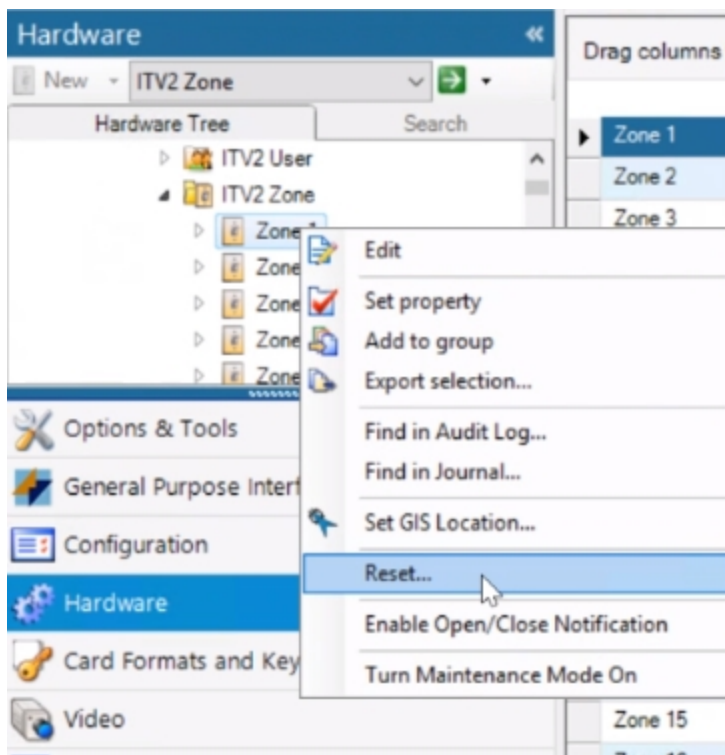 Hardware
New
ITV2 Zone
Hardware Tree
Search
ITV2 User
ITV2 Zone
Zone
Zone
Zone
Zone
Zone
Options & Tools
General Purpose
Configuration
Hardware
Card Formats and Key
Video
Edit
Set property
Add to group
Export selection...
Find in Audit Log...
Find in Journal...
Set GIS Location...
Reset...
Enable Open/Close Notification
Turn Maintenance Mode On
Drag columns
Zone 1
Zone 2
Zone 3
Zone 15